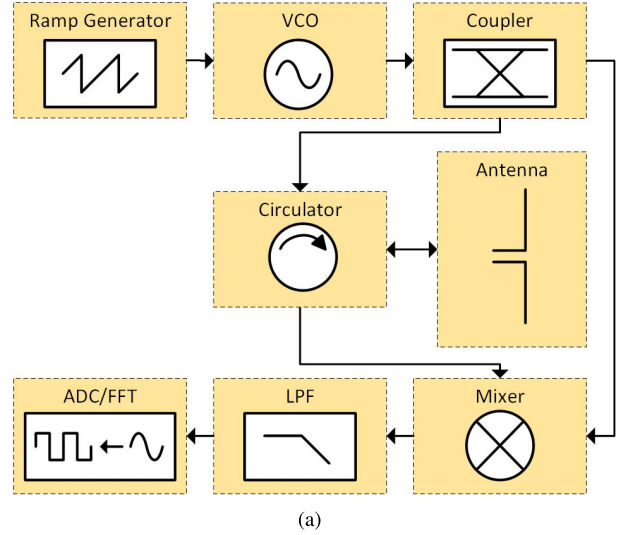 Ramp Generator
VCO
Coupler
Circulator
Antenna
ADC/FFT
LPF
Mixer
(a)